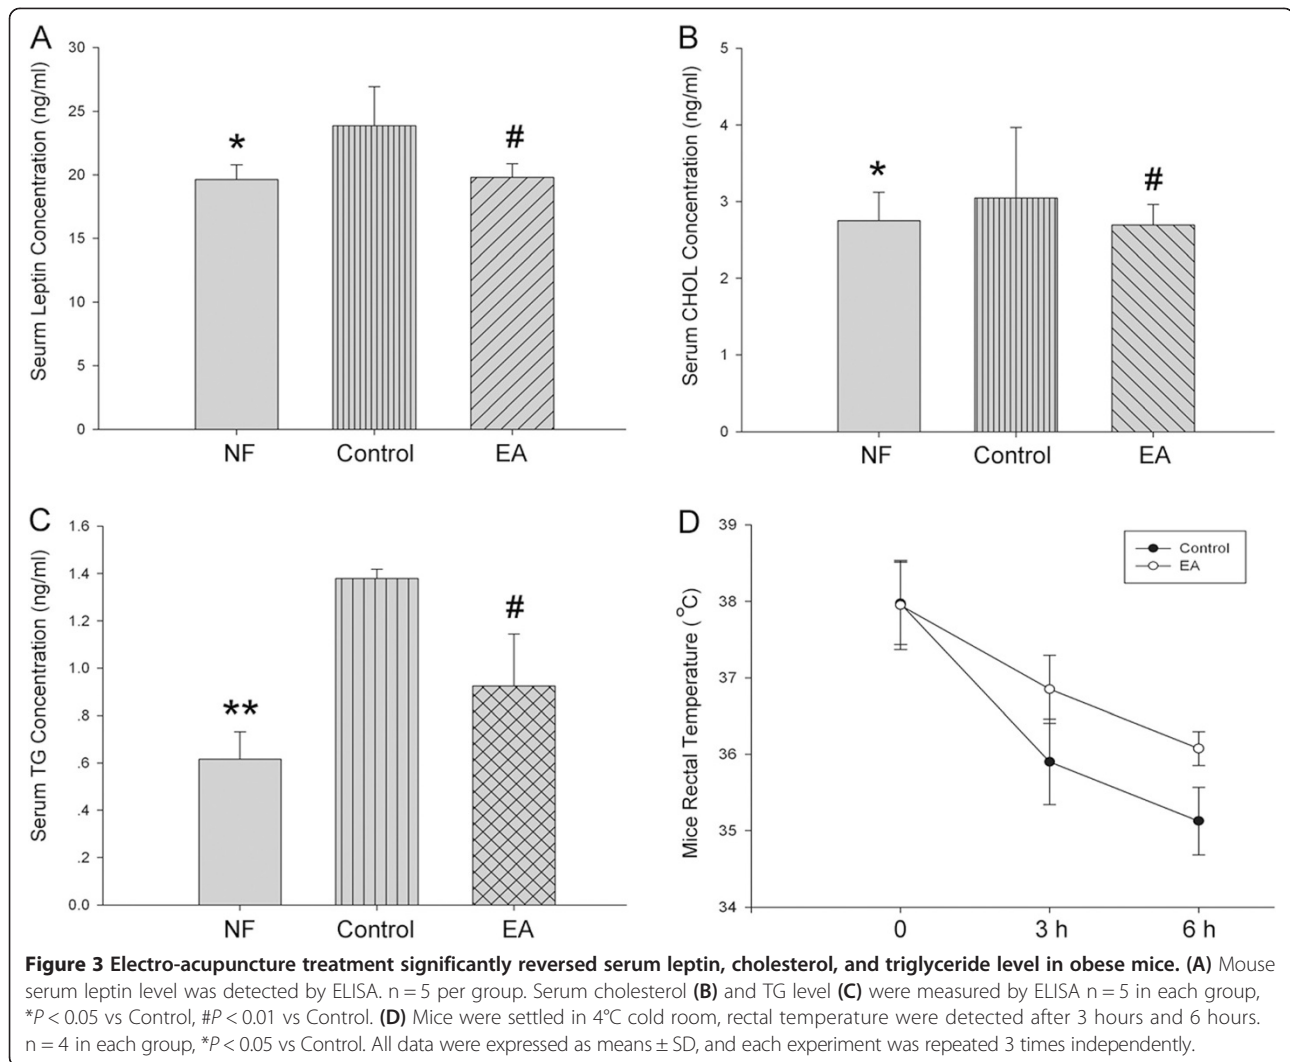 A
30
25
20
15
10
5
0
Seurm Leptin Concentration (ng/ml)
*
#
NF Control EA
B
5
4
3
2
1
0
Serum CHOL Concentration (ng/ml)
*
#
NF Control EA
C
1.6
1.4
1.2
1.0
.8
.6
.4
.2
0.0
Serum TG Concentration (ng/ml)
**
#
NF Control EA
D
39
38
37
36
35
34
Mice Rectal Temperature (°C)
Control
EA
0 3 h 6 h
Figure 3 Electro-acupuncture treatment significantly reversed serum leptin, cholesterol, and triglyceride level in obese mice. (A) Mouse
serum leptin level was detected by ELISA. n = 5 per group. Serum cholesterol (B) and TG level (C) were measured by ELISA n = 5 in each group,
*P < 0.05 vs Control, #P < 0.01 vs Control. (D) Mice were settled in 4°C cold room, rectal temperature were detected after 3 hours and 6 hours.
n = 4 in each group, *P < 0.05 vs Control. All data were expressed as means ± SD, and each experiment was repeated 3 times independently.